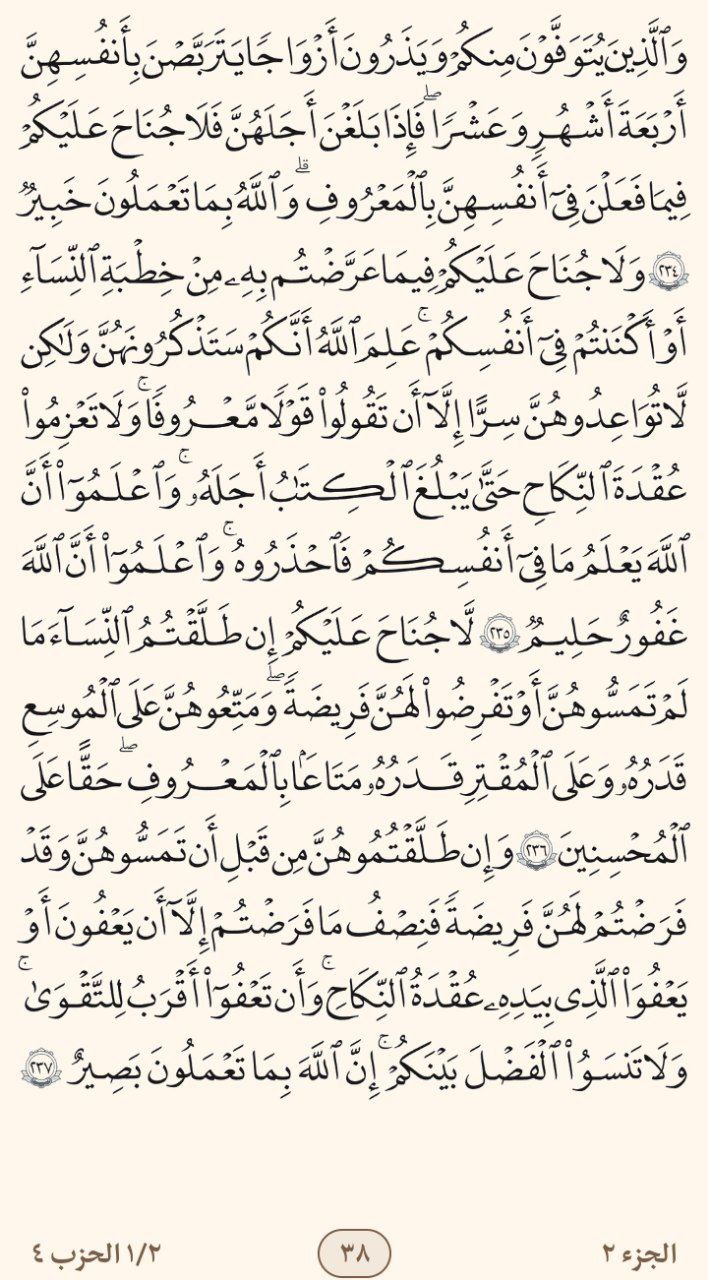 وَٱلَّذِينَ يُتَوَفَّوْنَ مِنكُمْ وَيَذَرُونَ أَزْوَٰجًا يَتَرَبَّصْنَ بِأَنفُسِهِنَّ
أَرْبَعَةَ أَشْهُرٍ وَعَشْرًا ۖ فَإِذَا بَلَغْنَ أَجَلَهُنَّ فَلَا جُنَاحَ عَلَيْكُمْ
فِيمَا فَعَلْنَ فِىٓ أَنفُسِهِنَّ بِٱلْمَعْرُوفِ ۗ وَٱللَّهُ بِمَا تَعْمَلُونَ خَبِيرٌ
٢٣٤ وَلَا جُنَاحَ عَلَيْكُمْ فِيمَا عَرَّضْتُم بِهِۦ مِنْ خِطْبَةِ ٱلنِّسَآءِ
أَوْ أَكْنَنتُمْ فِىٓ أَنفُسِكُمْ ۚ عَلِمَ ٱللَّهُ أَنَّكُمْ سَتَذْكُرُونَهُنَّ وَلَٰكِن
لَّا تُوَاعِدُوهُنَّ سِرًّا إِلَّآ أَن تَقُولُوا۟ قَوْلًا مَّعْرُوفًا ۚ وَلَا تَعْزِمُوا۟
عُقْدَةَ ٱلنِّكَاحِ حَتَّىٰ يَبْلُغَ ٱلْكِتَٰبُ أَجَلَهُۥ ۚ وَٱعْلَمُوٓا۟ أَنَّ
ٱللَّهَ يَعْلَمُ مَا فِىٓ أَنفُسِكُمْ فَٱحْذَرُوهُ ۚ وَٱعْلَمُوٓا۟ أَنَّ ٱللَّهَ
غَفُورٌ حَلِيمٌ ٢٣٥ لَّا جُنَاحَ عَلَيْكُمْ إِن طَلَّقْتُمُ ٱلنِّسَآءَ مَا
لَمْ تَمَسُّوهُنَّ أَوْ تَفْرِضُوا۟ لَهُنَّ فَرِيضَةً ۚ وَمَتِّعُوهُنَّ عَلَى ٱلْمُوسِعِ
قَدَرُهُۥ وَعَلَى ٱلْمُقْتِرِ قَدَرُهُۥ مَتَٰعًۢا بِٱلْمَعْرُوفِ ۖ حَقًّا عَلَى
ٱلْمُحْسِنِينَ ٢٣٦ وَإِن طَلَّقْتُمُوهُنَّ مِن قَبْلِ أَن تَمَسُّوهُنَّ وَقَدْ
فَرَضْتُمْ لَهُنَّ فَرِيضَةً فَنِصْفُ مَا فَرَضْتُمْ إِلَّآ أَن يَعْفُونَ أَوْ
يَعْفُوَا۟ ٱلَّذِى بِيَدِهِۦ عُقْدَةُ ٱلنِّكَاحِ ۚ وَأَن تَعْفُوٓا۟ أَقْرَبُ لِلتَّقْوَىٰ ۚ
وَلَا تَنسَوُا۟ ٱلْفَضْلَ بَيْنَكُمْ ۚ إِنَّ ٱللَّهَ بِمَا تَعْمَلُونَ بَصِيرٌ ٢٣٧
الجزء ٢ ٣٨ ١/٢ الحزب ٤